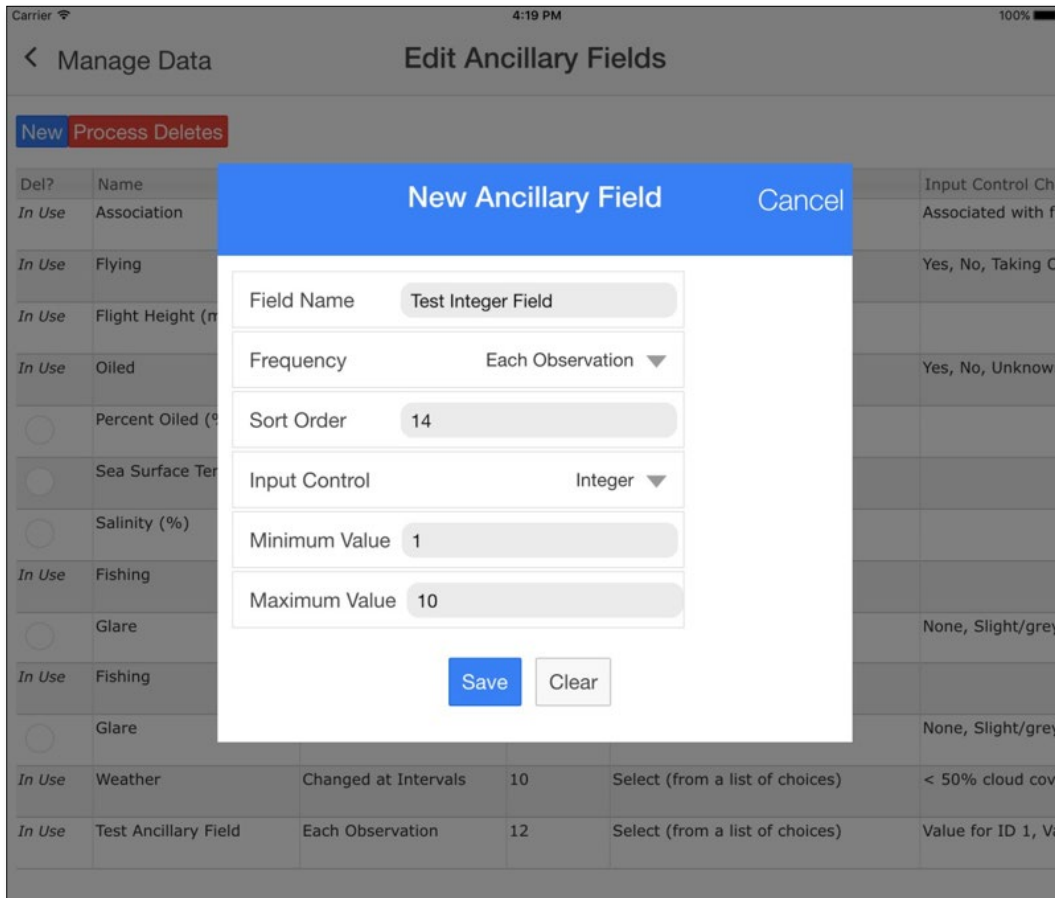 Carrier 4:19 PM 100%
Manage Data Edit Ancillary Fields
New Process Deletes
Del? Name Input Control Ch
In Use Association Associated with f
In Use Flying Yes, No, Taking
In Use Flight Height (m
In Use Oiled Yes, No, Unknow
Percent Oiled (%
Sea Surface Ter
Salinity (%)
In Use Fishing
Glare None, Slight/grey
In Use Fishing
Glare None, Slight/grey
In Use Weather Changed at Intervals 10 Select (from a list of choices) < 50% cloud cov
In Use Test Ancillary Field Each Observation 12 Select (from a list of choices) Value for ID 1, Va
New Ancillary Field Cancel
Field Name Test Integer Field
Frequency Each Observation
Sort Order 14
Input Control Integer
Minimum Value 1
Maximum Value 10
Save Clear